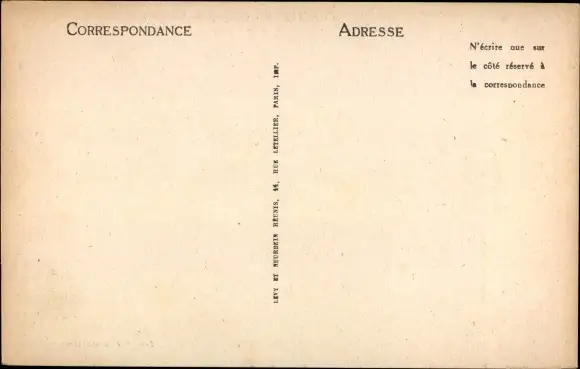 CORRESPONDANCE
ADRESSE
N'écrire que sur
le côté réservé à
la correspondance
LEVY ET NEURDEIN RÉUNIS, 44, RUE LETELLIER, PARIS, IMP.